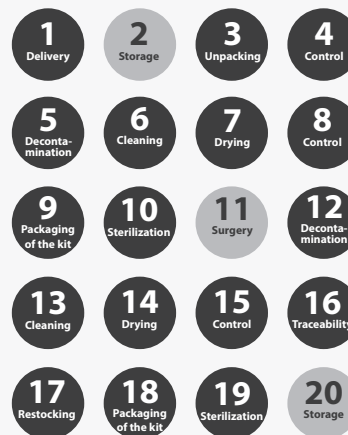 1
Delivery
2
Storage
3
Unpacking
4
Control
5
Deconta-
mination
6
Cleaning
7
Drying
8
Control
9
Packaging
of the kit
10
Sterilization
11
Surgery
12
Deconta-
mination
13
Cleaning
14
Drying
15
Control
16
Traceability
17
Restocking
18
Packaging
of the kit
19
Sterilization
20
Storage